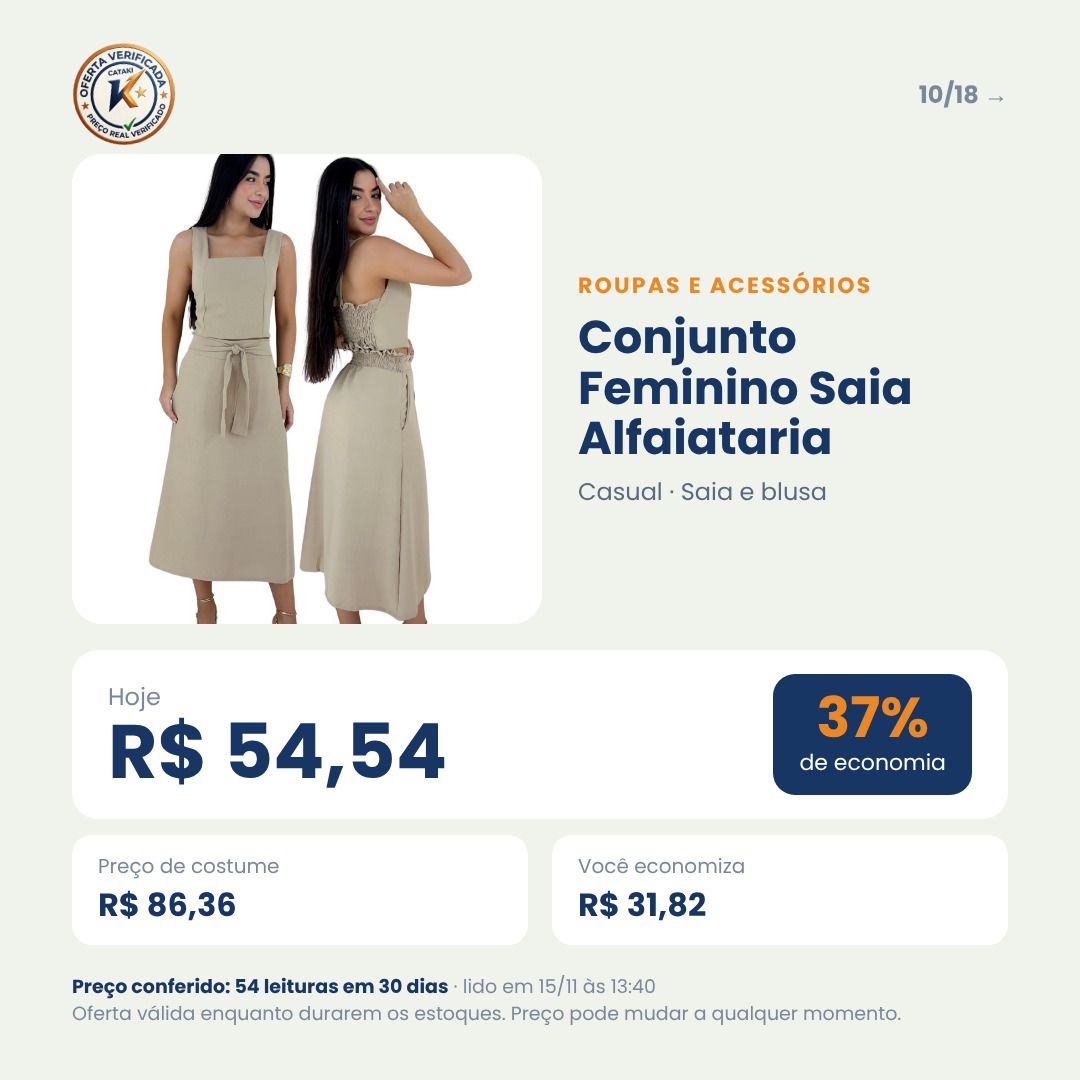 OFERTA VERIFICADA
CATAKI
K
PREÇO REAL VERIFICADO
10/18 →
ROUPAS E ACESSÓRIOS
Conjunto
Feminino Saia
Alfaiataria
Casual · Saia e blusa
Hoje
R$ 54,54
37%
de economia
Preço de costume
R$ 86,36
Você economiza
R$ 31,82
Preço conferido: 54 leituras em 30 dias · lido em 15/11 às 13:40
Oferta válida enquanto durarem os estoques. Preço pode mudar a qualquer momento.